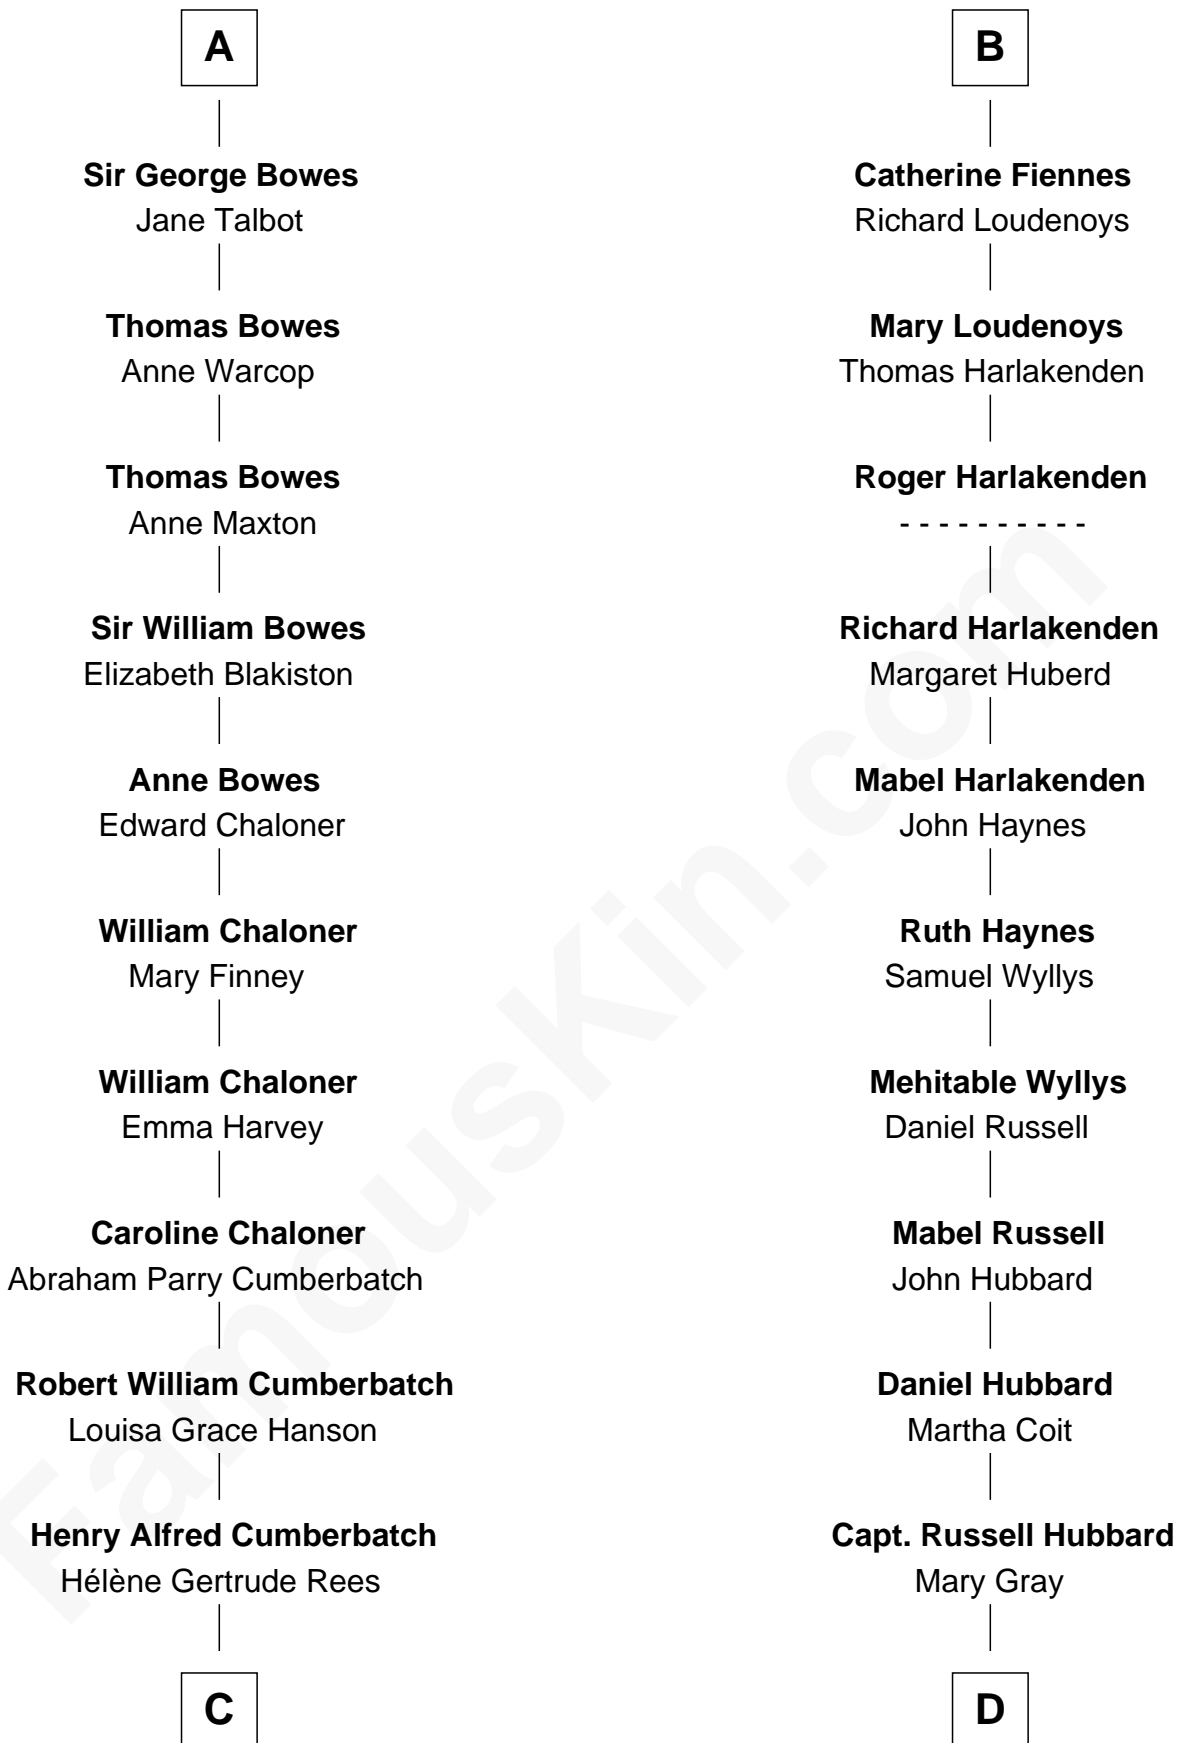 A
Sir George Bowes
Jane Talbot
Thomas Bowes
Anne Warcop
Thomas Bowes
Anne Maxton
Sir William Bowes
Elizabeth Blakiston
Anne Bowes
Edward Chaloner
William Chaloner
Mary Finney
William Chaloner
Emma Harvey
Caroline Chaloner
Abraham Parry Cumberbatch
Robert William Cumberbatch
Louisa Grace Hanson
Henry Alfred Cumberbatch
Hélène Gertrude Rees
C
B
Catherine Fiennes
Richard Loudenoys
Mary Loudenoys
Thomas Harlakenden
Roger Harlakenden
- - - - - - - - - -
Richard Harlakenden
Margaret Huberd
Mabel Harlakenden
John Haynes
Ruth Haynes
Samuel Wyllys
Mehitable Wyllys
Daniel Russell
Mabel Russell
John Hubbard
Daniel Hubbard
Martha Coit
Capt. Russell Hubbard
Mary Gray
D
FamousKin.com